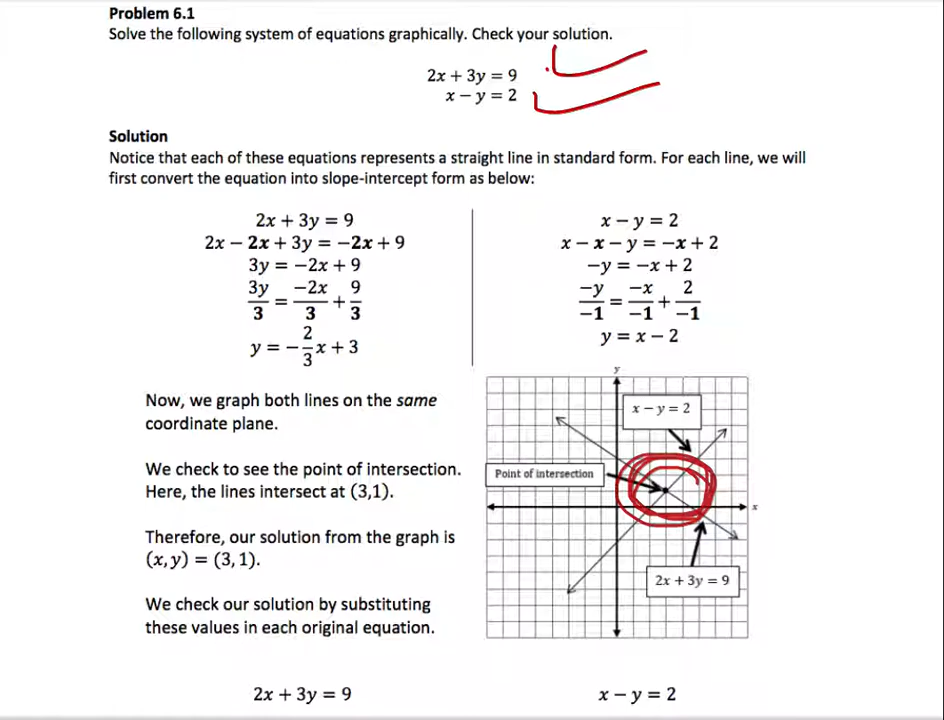 Problem 6.1
Solve the following system of equations graphically. Check your solution.
2x + 3y = 9
x − y = 2
Solution
Notice that each of these equations represents a straight line in standard form. For each line, we will
first convert the equation into slope-intercept form as below:
2x + 3y = 9
2x − 2x + 3y = −2x + 9
3y = −2x + 9
3y/3 = −2x/3 + 9/3
y = −2/3x + 3
x − y = 2
x − x − y = −x + 2
−y = −x + 2
−y/−1 = −x/−1 + 2/−1
y = x − 2
Now, we graph both lines on the same
coordinate plane.
We check to see the point of intersection.
Here, the lines intersect at (3,1).
Therefore, our solution from the graph is
(x, y) = (3, 1).
We check our solution by substituting
these values in each original equation.
y
x − y = 2
Point of intersection
x
2x + 3y = 9
2x + 3y = 9
x − y = 2